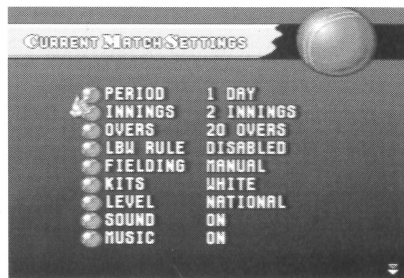 CURRENT MATCH SETTINGS
PERIOD 1 DAY
INNINGS 2 INNINGS
OVERS 20 OVERS
LBW RULE DISABLED
FIELDING MANUAL
KITS WHITE
LEVEL NATIONAL
SOUND ON
MUSIC ON